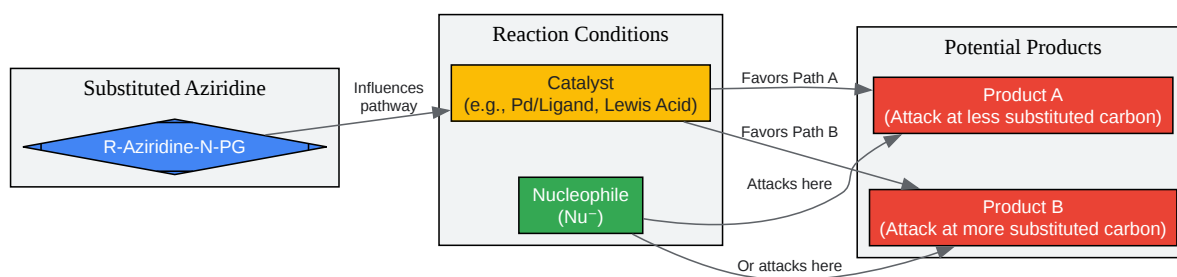 Substituted Aziridine
R-Aziridine-N-PG
Influences
pathway
Reaction Conditions
Catalyst
(e.g., Pd/Ligand, Lewis Acid)
Nucleophile
(Nu⁻)
Favors Path A
Favors Path B
Attacks here
Or attacks here
Potential Products
Product A
(Attack at less substituted carbon)
Product B
(Attack at more substituted carbon)